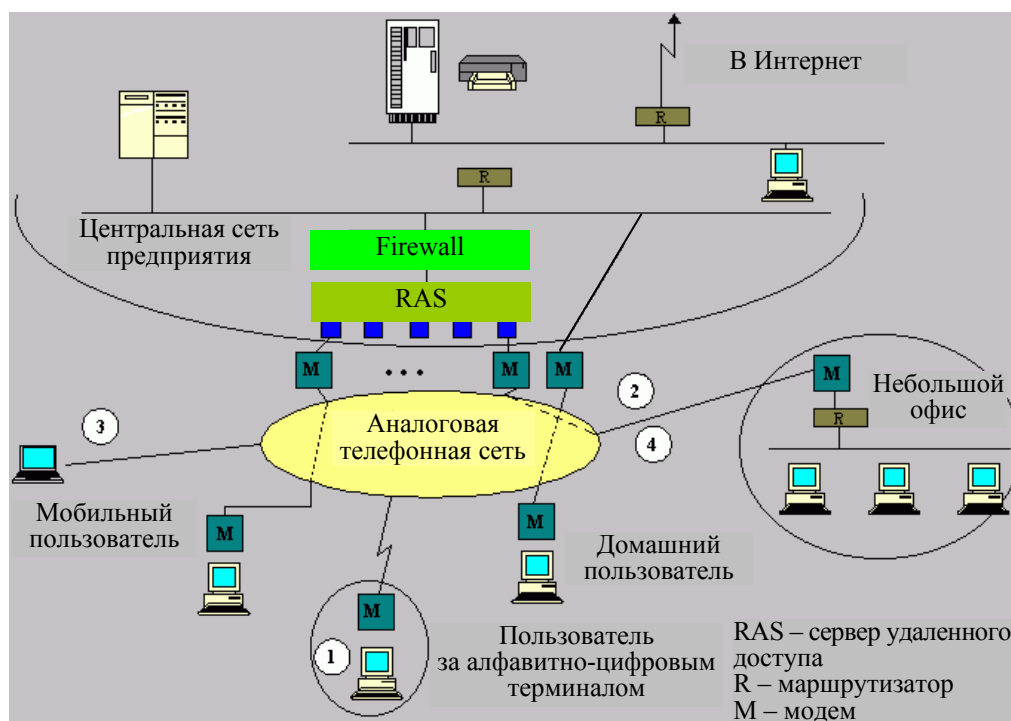 В Интернет
R
R
Центральная сеть
предприятия
Firewall
RAS
M
M
M
...
2
M
Небольшой
офис
R
3
Аналоговая
телефонная сеть
4
Мобильный
пользователь
M
M
Домашний
пользователь
M
1
Пользователь
за алфавитно-цифровым
терминалом
RAS – сервер удаленного
доступа
R – маршрутизатор
M – модем